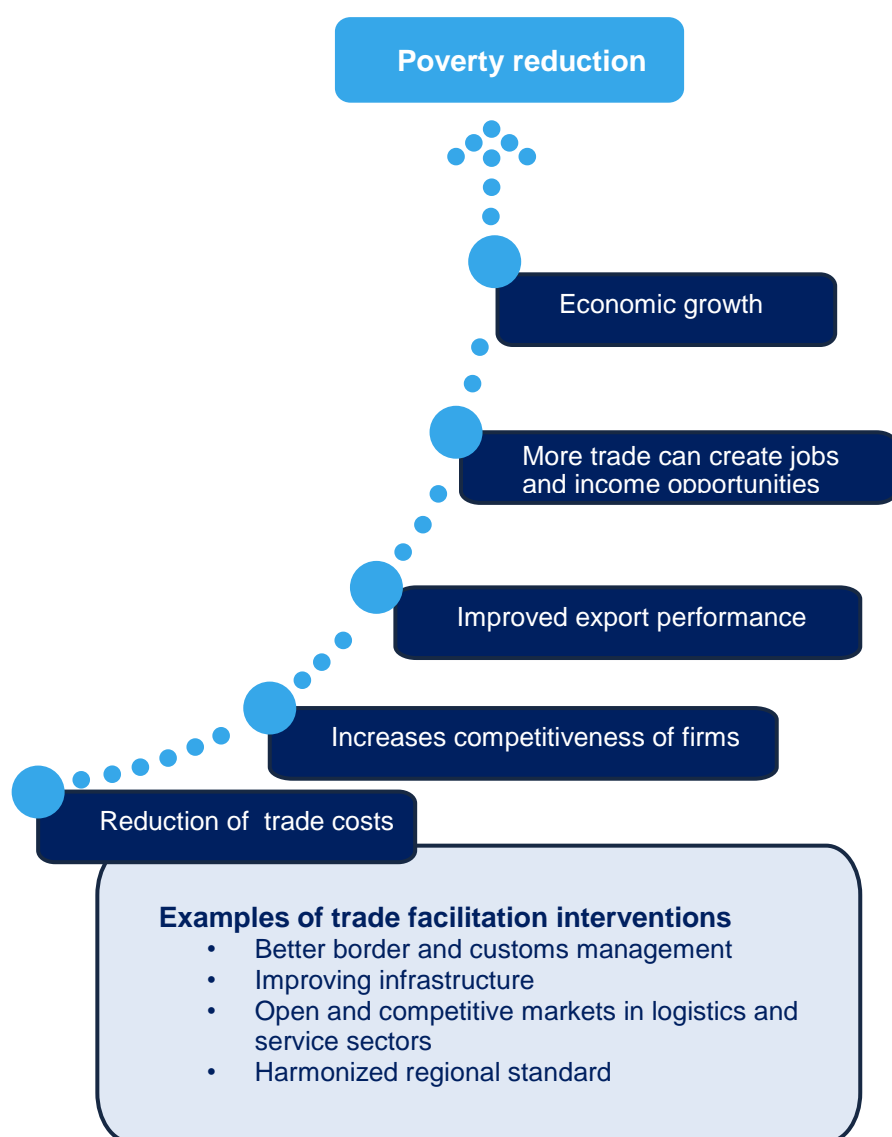 Poverty reduction
Economic growth
More trade can create jobs
and income opportunities
Improved export performance
Increases competitiveness of firms
Reduction of  trade costs
Examples of trade facilitation interventions
• Better border and customs management
• Improving infrastructure
• Open and competitive markets in logistics and
service sectors
• Harmonized regional standard